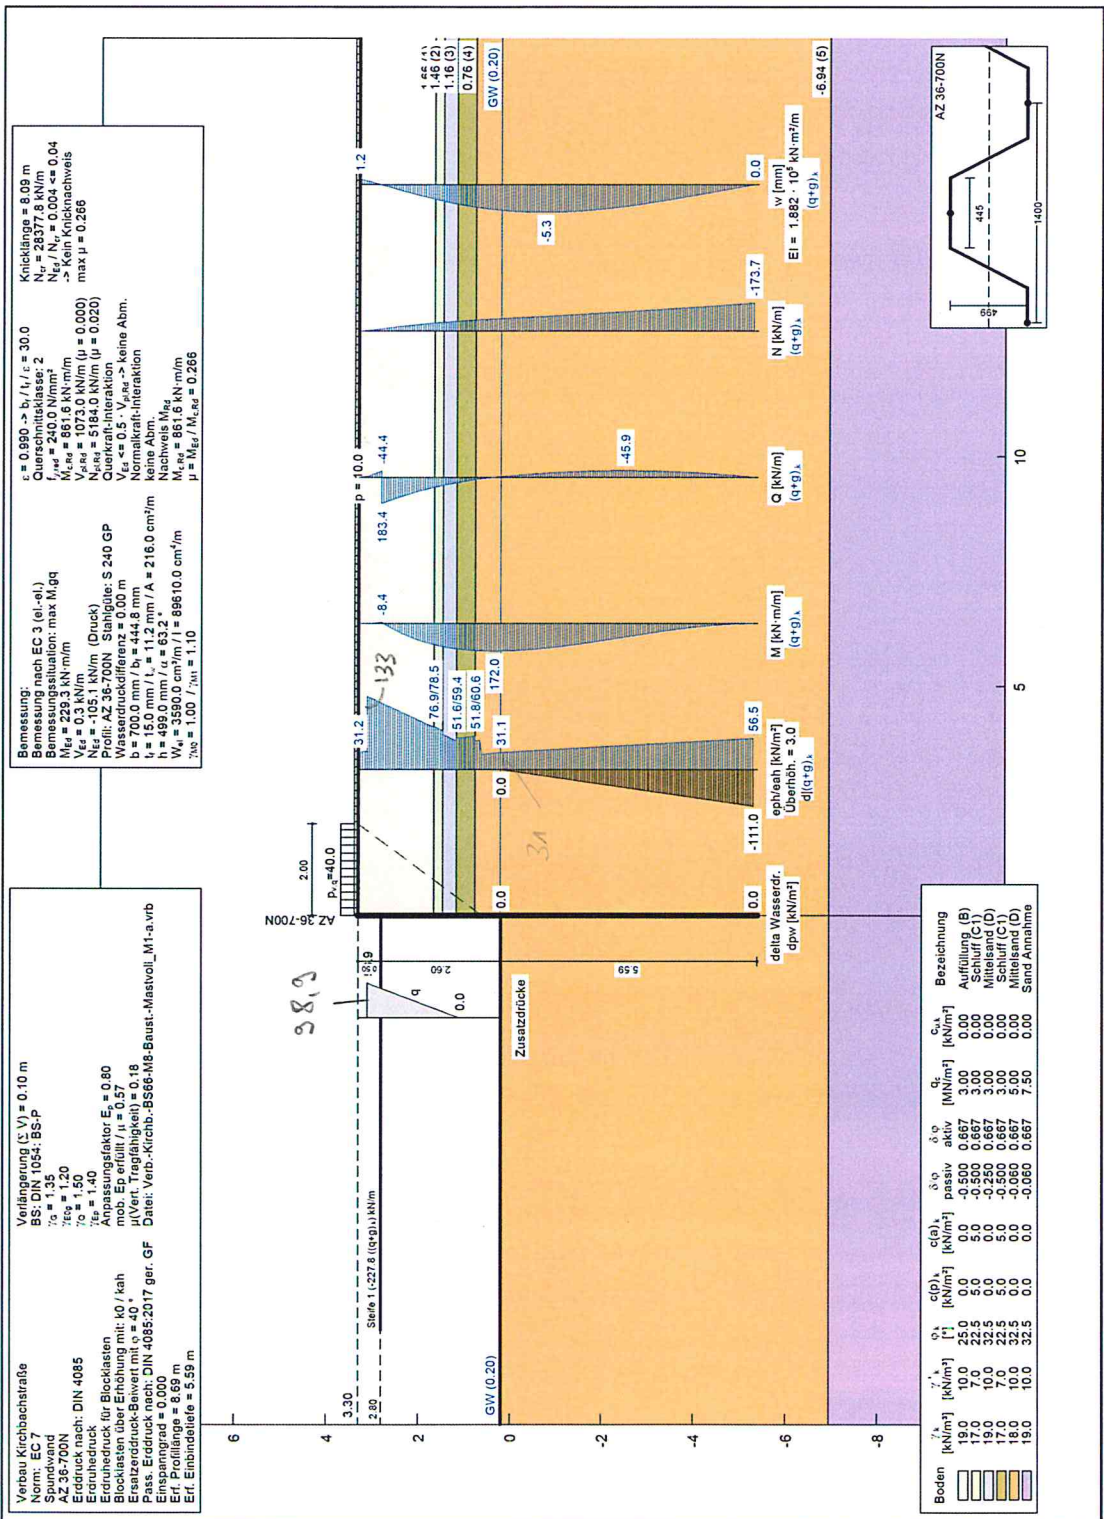 Verbau Kirchbachstraße
Norm: EC 7
Spundwand
AZ 36-700N
Erddruck nach: DIN 4085
Erdruhedruck
Erdruhedruck für Blocklasten
Blocklasten über Erhöhung mit: k0 / kah
Ersatzerddruck-Beiwert mit φ = 40 °
Pass. Erddruck nach: DIN 4085:2017 ger. GF
Einspanngrad = 0.000
Erf. Profillänge = 8.69 m
Erf. Einbindetiefe = 5.59 m
Verlängerung (Σ V) = 0.10 m
BS: DIN 1054: BS-P
γG = 1.35
γE0g = 1.20
γQ = 1.50
γEp = 1.40
Anpassungsfaktor Ep = 0.80
mob. Ep erfüllt / μ = 0.57
μ(Vert. Tragfähigkeit) = 0.18
Datei: Verb.-Kirchb.-BS66-M8-Baust.-Mastvoll_M1-a.vrb
Bemessung:
Bemessung nach EC 3 (el.-el.)
Bemessungssituation: max M,gq
MEd = 229.3 kN·m/m
VEd = 0.3 kN/m
NEd = -105.1 kN/m (Druck)
Profil: AZ 36-700N Stahlgüte: S 240 GP
Wasserdruckdifferenz = 0.00 m
b = 700.0 mm / bf = 444.8 mm
tf = 15.0 mm / tw = 11.2 mm / A = 216.0 cm²/m
h = 499.0 mm / α = 63.2 °
Wel = 3590.0 cm³/m / I = 89610.0 cm⁴/m
γM0 = 1.00 / γM1 = 1.10
ε = 0.990 -> bf / tf / ε = 30.0
Querschnittsklasse: 2
fy,red = 240.0 N/mm²
Mc,Rd = 861.6 kN·m/m
Vpl,Rd = 1073.0 kN/m (μ = 0.000)
Npl,Rd = 5184.0 kN/m (μ = 0.020)
Querkraft-Interaktion
VEd <= 0.5 · Vpl,Rd -> keine Abm.
Normalkraft-Interaktion
keine Abm.
Nachweis MRd
Mc,Rd = 861.6 kN·m/m
μ = MEd / Mc,Rd = 0.266
Knicklänge = 8.09 m
Ncr = 28377.8 kN/m
NEd / Ncr = 0.004 <= 0.04
-> Kein Knicknachweis
max μ = 0.266
6
4
2
0
-2
-4
-6
-8
5
10
3.30
2.80
Steife 1 (-227.8 ((q+g)k) kN/m
GW (0.20)
98,9
q
0.0
Zusatzdrücke
2.60
5.59
AZ 36-700N
2.00
pv,q=40.0
p = 10.0
0.0
0.0
delta Wasserdr.
dpw [kN/m²]
31.2
133
76.9/78.5
51.6/59.4
51.8/60.6
31.1
0.0
31
-111.0
56.5
eph/eah [kN/m²]
Überhöh. = 3.0
d|(q+g)k
-8.4
172.0
M [kN·m/m]
(q+g)k
183.4
-44.4
-45.9
Q [kN/m]
(q+g)k
-173.7
N [kN/m]
(q+g)k
1.2
-5.3
0.0
w [mm]
EI = 1.882 · 10⁵ kN·m²/m
(q+g)k
1.66 (1)
1.46 (2)
1.16 (3)
0.76 (4)
GW (0.20)
-6.94 (5)
AZ 36-700N
445
499
1400
Boden γk [kN/m³] γ'k [kN/m³] φk [°] c(p)k [kN/m²] c(a)k [kN/m²] δ/φ passiv δ/φ aktiv qc [MN/m²] cu,k [kN/m²] Bezeichnung
19.0 10.0 25.0 0.0 0.0 -0.500 0.667 3.00 0.00 Auffüllung (B)
17.0 7.0 22.5 5.0 5.0 -0.500 0.667 3.00 0.00 Schluff (C1)
19.0 10.0 32.5 0.0 0.0 -0.250 0.667 3.00 0.00 Mittelsand (D)
17.0 7.0 22.5 5.0 5.0 -0.500 0.667 3.00 0.00 Schluff (C1)
18.0 10.0 32.5 0.0 0.0 -0.060 0.667 5.00 0.00 Mittelsand (D)
19.0 10.0 32.5 0.0 0.0 -0.060 0.667 7.50 0.00 Sand Annahme